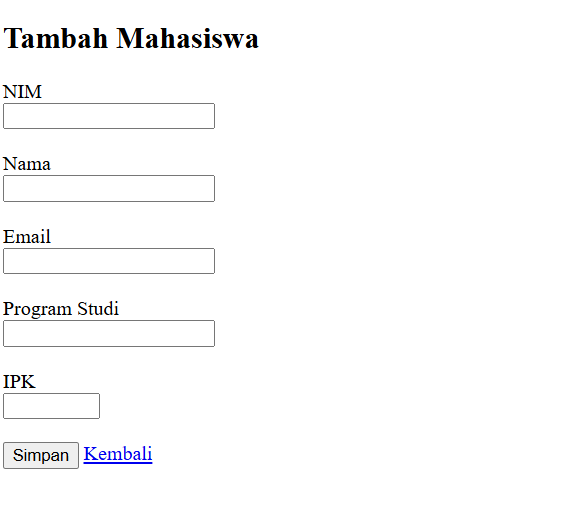 Tambah Mahasiswa
NIM
Nama
Email
Program Studi
IPK
Simpan Kembali